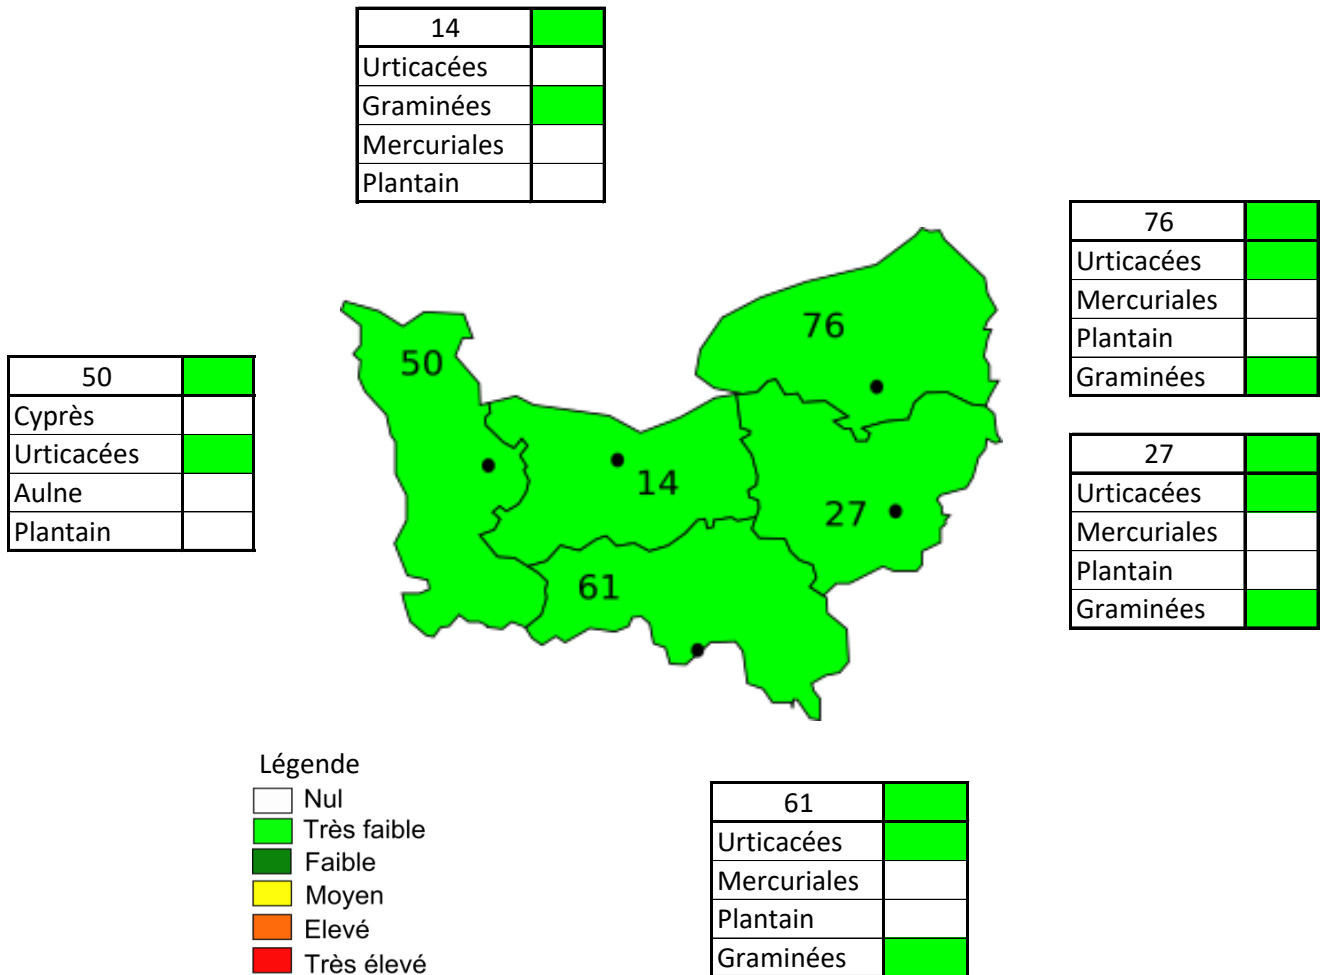 14
Urticacées
Graminées
Mercuriales
Plantain
76
Urticacées
Mercuriales
Plantain
Graminées
50
Cyprès
Urticacées
Aulne
Plantain
27
Urticacées
Mercuriales
Plantain
Graminées
76
50
14
27
61
Légende
Nul
Très faible
Faible
Moyen
Elevé
Très élevé
61
Urticacées
Mercuriales
Plantain
Graminées